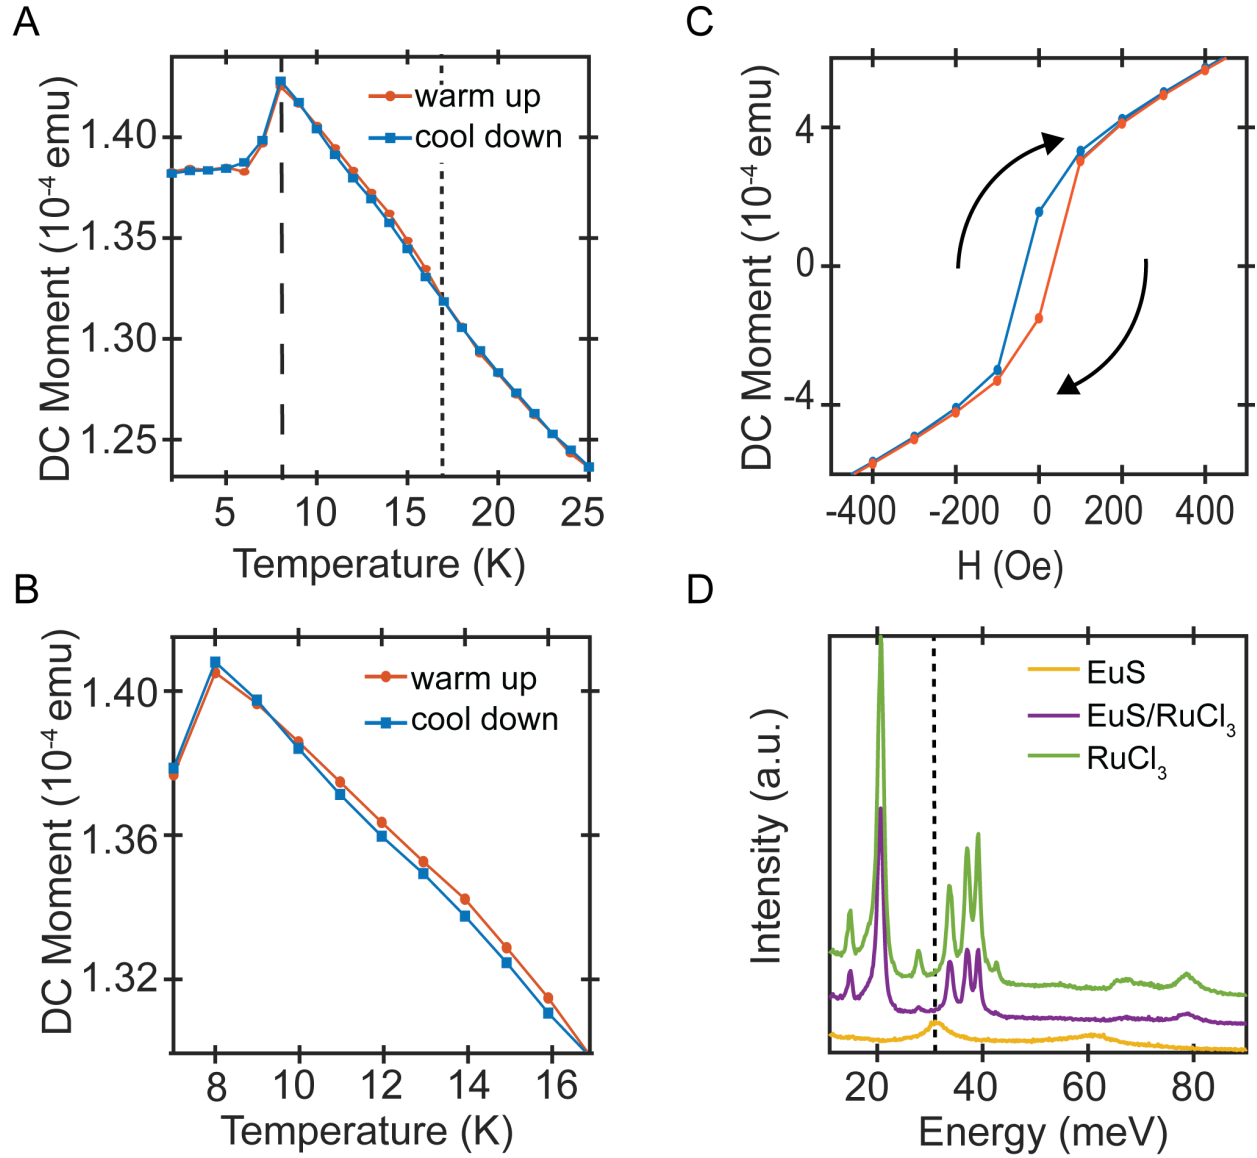 A
DC Moment (10⁻⁴ emu)
1.40
1.35
1.30
1.25
warm up
cool down
5 10 15 20 25
Temperature (K)
B
DC Moment (10⁻⁴ emu)
1.40
1.36
1.32
warm up
cool down
8 10 12 14 16
Temperature (K)
C
DC Moment (10⁻⁴ emu)
4
0
-4
-400 -200 0 200 400
H (Oe)
D
Intensity (a.u.)
EuS
EuS/RuCl₃
RuCl₃
20 40 60 80
Energy (meV)